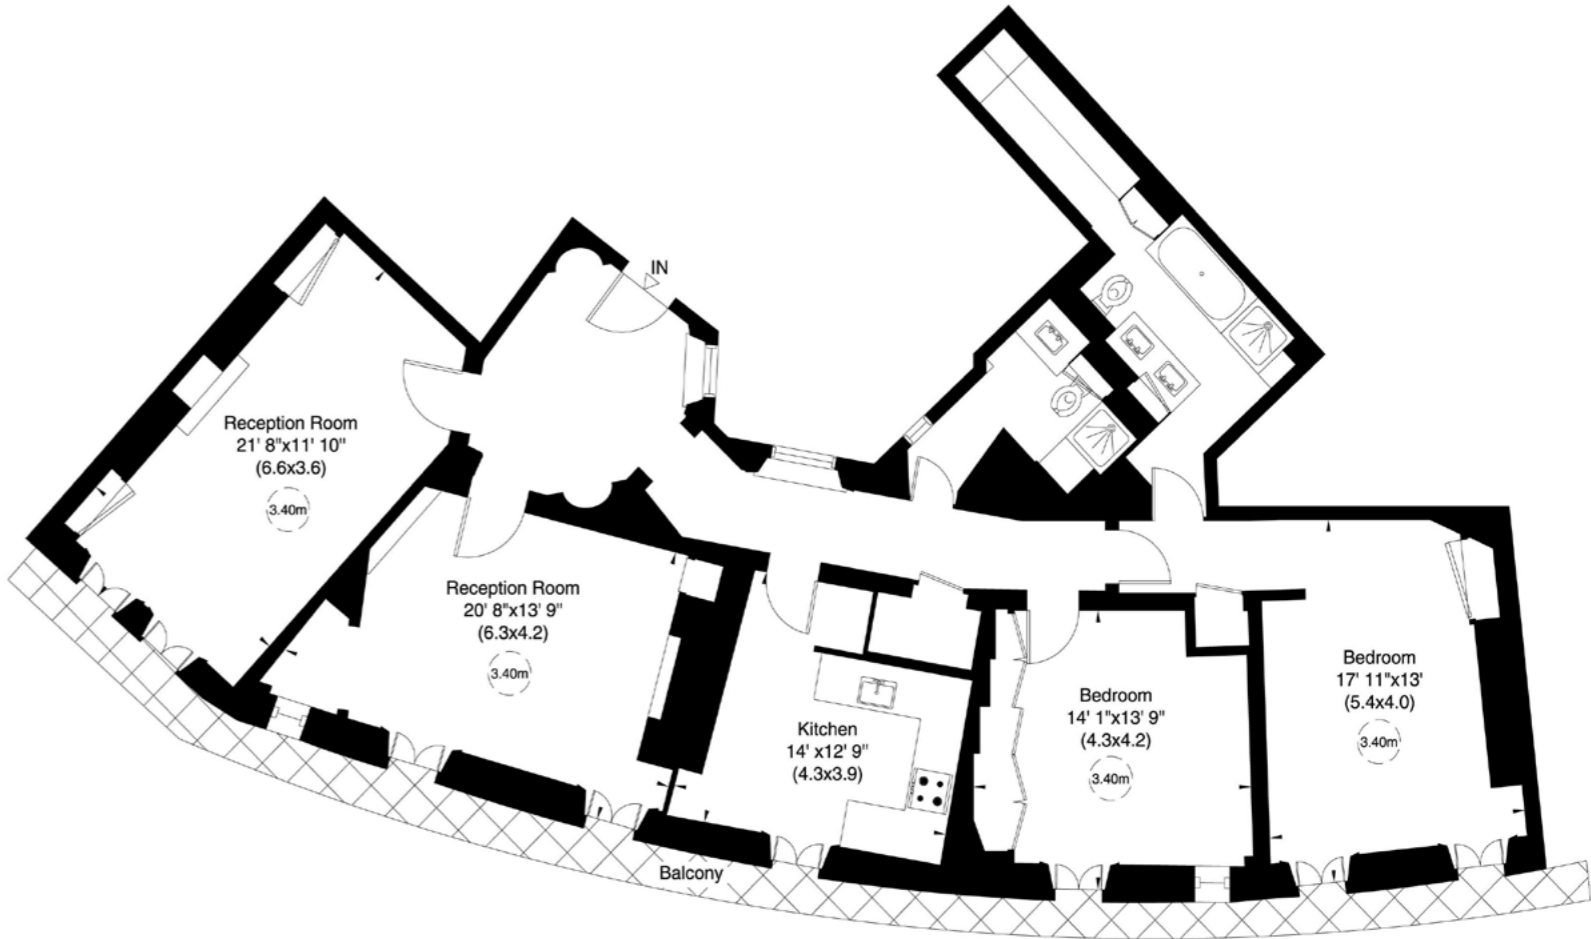 IN
Reception Room
21' 8"x11' 10"
(6.6x3.6)
3.40m
Reception Room
20' 8"x13' 9"
(6.3x4.2)
3.40m
Kitchen
14' x12' 9"
(4.3x3.9)
Bedroom
14' 1"x13' 9"
(4.3x4.2)
3.40m
Bedroom
17' 11"x13'
(5.4x4.0)
3.40m
Balcony